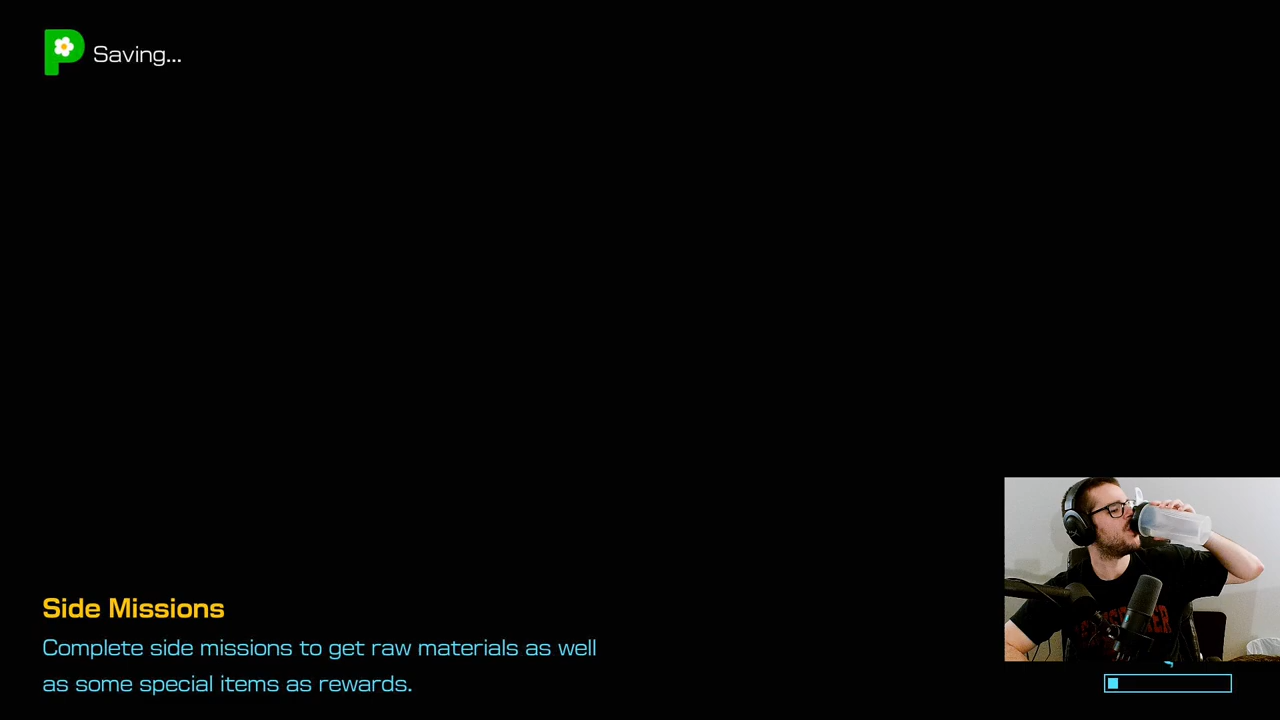 P Saving...
Side Missions
Complete side missions to get raw materials as well
as some special items as rewards.